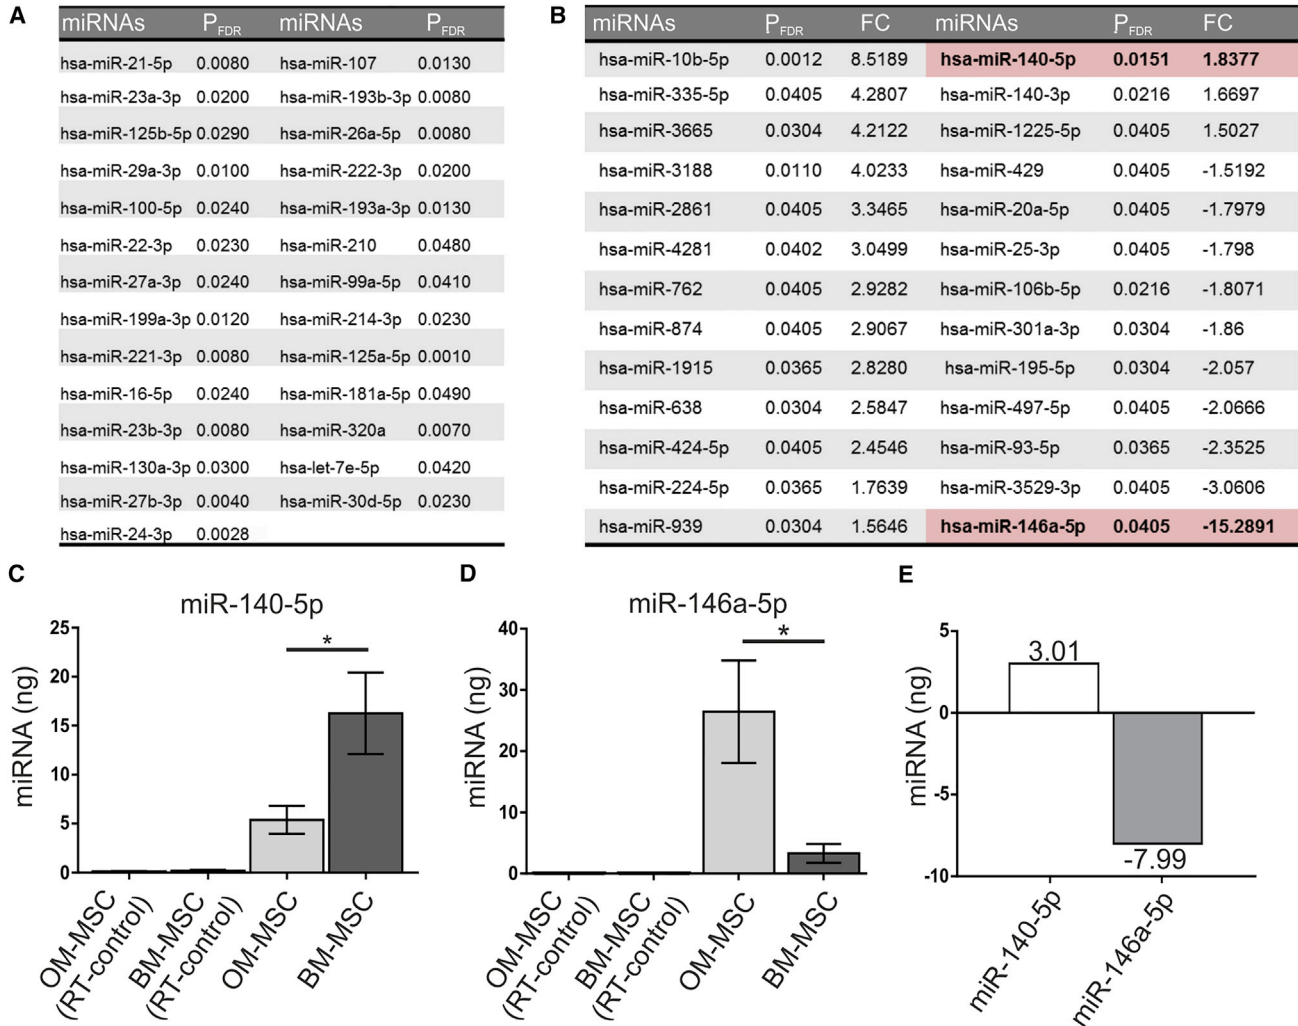 A
miRNAs PFDR miRNAs PFDR
hsa-miR-21-5p 0.0080 hsa-miR-107 0.0130
hsa-miR-23a-3p 0.0200 hsa-miR-193b-3p 0.0080
hsa-miR-125b-5p 0.0290 hsa-miR-26a-5p 0.0080
hsa-miR-29a-3p 0.0100 hsa-miR-222-3p 0.0200
hsa-miR-100-5p 0.0240 hsa-miR-193a-3p 0.0130
hsa-miR-22-3p 0.0230 hsa-miR-210 0.0480
hsa-miR-27a-3p 0.0240 hsa-miR-99a-5p 0.0410
hsa-miR-199a-3p 0.0120 hsa-miR-214-3p 0.0230
hsa-miR-221-3p 0.0080 hsa-miR-125a-5p 0.0010
hsa-miR-16-5p 0.0240 hsa-miR-181a-5p 0.0490
hsa-miR-23b-3p 0.0080 hsa-miR-320a 0.0070
hsa-miR-130a-3p 0.0300 hsa-let-7e-5p 0.0420
hsa-miR-27b-3p 0.0040 hsa-miR-30d-5p 0.0230
hsa-miR-24-3p 0.0028
B
miRNAs PFDR FC miRNAs PFDR FC
hsa-miR-10b-5p 0.0012 8.5189 hsa-miR-140-5p 0.0151 1.8377
hsa-miR-335-5p 0.0405 4.2807 hsa-miR-140-3p 0.0216 1.6697
hsa-miR-3665 0.0304 4.2122 hsa-miR-1225-5p 0.0405 1.5027
hsa-miR-3188 0.0110 4.0233 hsa-miR-429 0.0405 -1.5192
hsa-miR-2861 0.0405 3.3465 hsa-miR-20a-5p 0.0405 -1.7979
hsa-miR-4281 0.0402 3.0499 hsa-miR-25-3p 0.0405 -1.798
hsa-miR-762 0.0405 2.9282 hsa-miR-106b-5p 0.0216 -1.8071
hsa-miR-874 0.0405 2.9067 hsa-miR-301a-3p 0.0304 -1.86
hsa-miR-1915 0.0365 2.8280 hsa-miR-195-5p 0.0304 -2.057
hsa-miR-638 0.0304 2.5847 hsa-miR-497-5p 0.0405 -2.0666
hsa-miR-424-5p 0.0405 2.4546 hsa-miR-93-5p 0.0365 -2.3525
hsa-miR-224-5p 0.0365 1.7639 hsa-miR-3529-3p 0.0405 -3.0606
hsa-miR-939 0.0304 1.5646 hsa-miR-146a-5p 0.0405 -15.2891
C
miR-140-5p
miRNA (ng)
25
20
15
10
5
0
*
OM-MSC
(RT-control)
BM-MSC
(RT-control)
OM-MSC
BM-MSC
D
miR-146a-5p
miRNA (ng)
40
30
20
10
0
*
OM-MSC
(RT-control)
BM-MSC
(RT-control)
OM-MSC
BM-MSC
E
miRNA (ng)
5
0
-5
-10
3.01
-7.99
miR-140-5p
miR-146a-5p